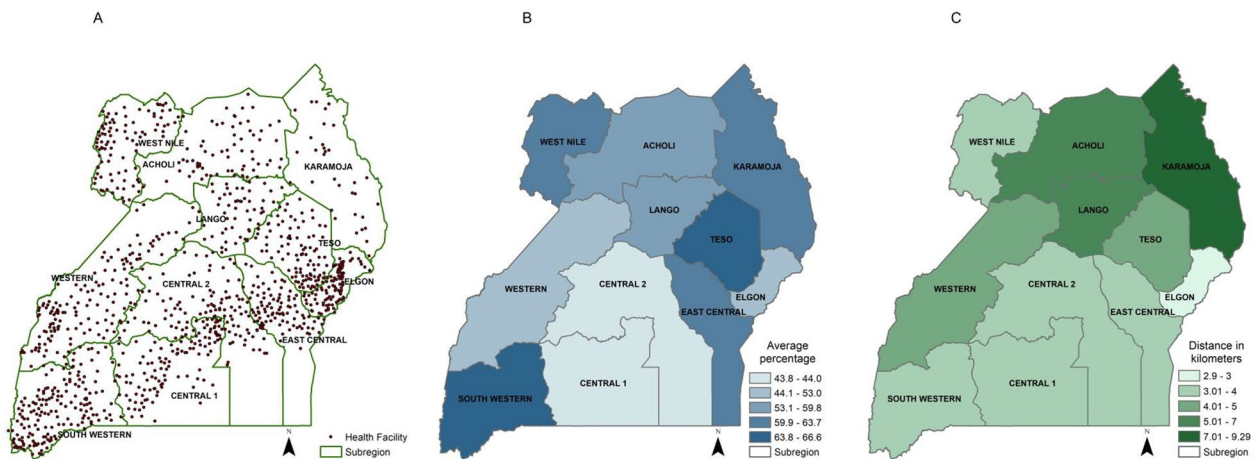 A
WEST NILE
ACHOLI
KARAMOJA
LANGO
TESO
WESTERN
CENTRAL 2
ELGON
EAST CENTRAL
CENTRAL 1
SOUTH WESTERN
N
Health Facility
Subregion
B
WEST NILE
ACHOLI
KARAMOJA
LANGO
TESO
WESTERN
CENTRAL 2
ELGON
EAST CENTRAL
CENTRAL 1
SOUTH WESTERN
N
Average
percentage
43.8 - 44.0
44.1 - 53.0
53.1 - 59.8
59.9 - 63.7
63.8 - 66.6
Subregion
C
WEST NILE
ACHOLI
KARAMOJA
LANGO
TESO
WESTERN
CENTRAL 2
ELGON
EAST CENTRAL
CENTRAL 1
SOUTH WESTERN
N
Distance in
kilometers
2.9 - 3
3.01 - 4
4.01 - 5
5.01 - 7
7.01 - 9.29
Subregion